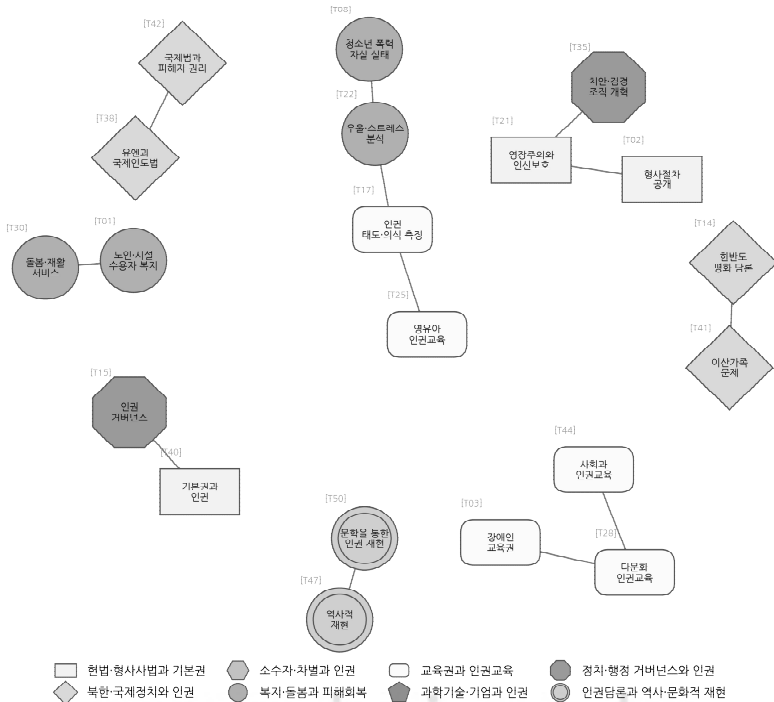 [T42]
국제법과
피해자 권리
[T38]
유엔과
국제인도법
[T08]
청소년 폭력
자살 실태
[T22]
우울·스트레스
분석
[T17]
인권
태도·의식 측정
[T25]
영유아
인권교육
[T35]
치안·검경
조직 개혁
[T21]
영장주의와
인신보호
[T02]
형사절차
공개
[T30]
돌봄·재활
서비스
[T01]
노인·시설
수용자 복지
[T14]
한반도
평화 담론
[T41]
이산가족
문제
[T15]
인권
거버넌스
[T40]
기본권과
인권
[T44]
사회과
인권교육
[T03]
장애인
교육권
[T28]
다문화
인권교육
[T50]
문학을 통한
인권 재현
[T47]
역사적
재현
헌법·형사사법과 기본권
소수자·차별과 인권
교육권과 인권교육
정치·행정 거버넌스와 인권
북한·국제정치와 인권
복지·돌봄과 피해회복
과학기술·기업과 인권
인권담론과 역사·문화적 재현